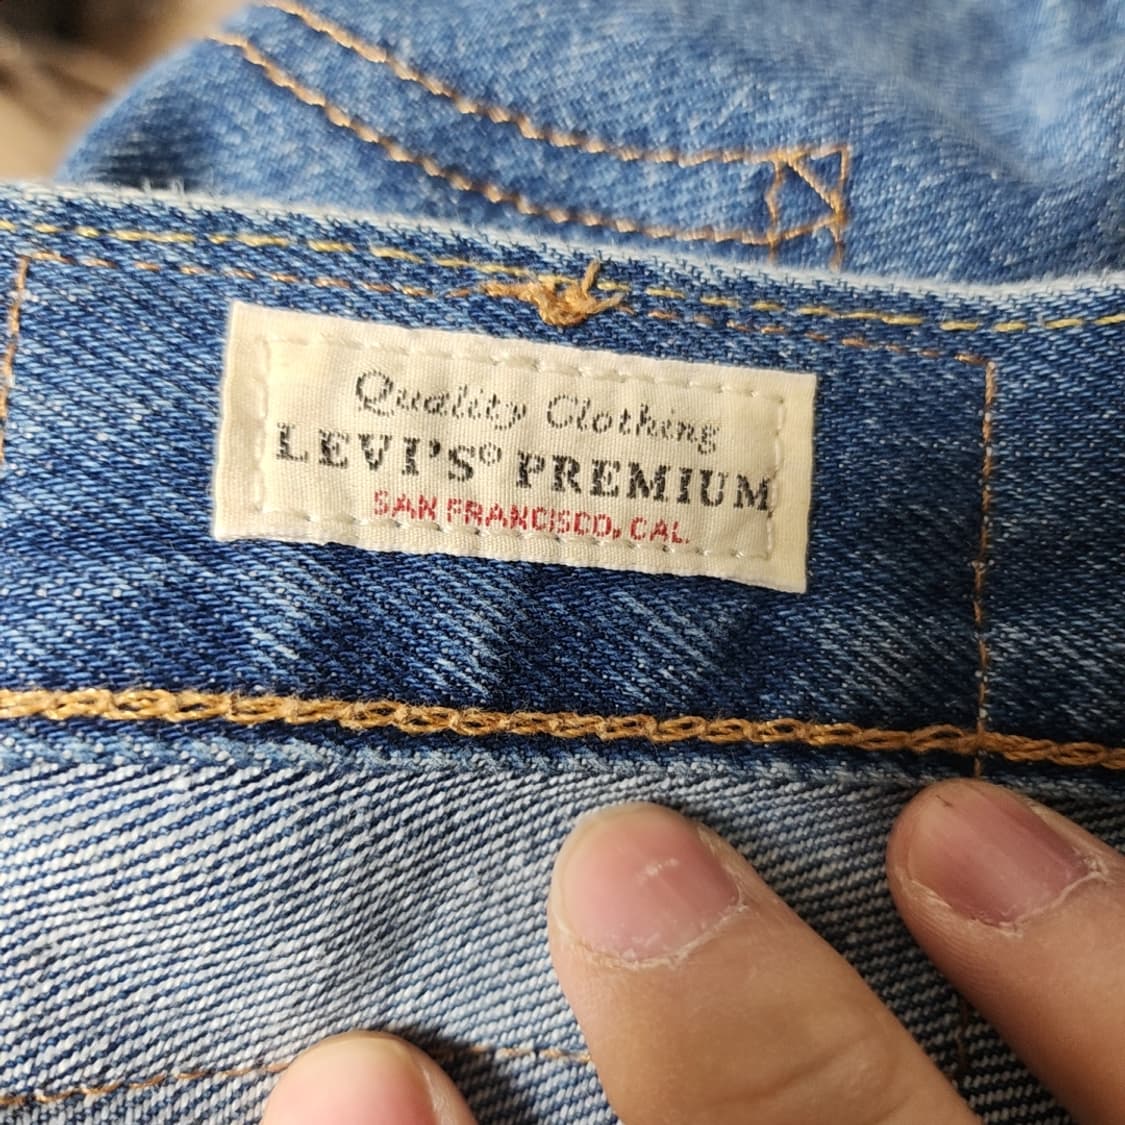 Quality Clothing
LEVI'S® PREMIUM
SAN FRANCISCO, CAL.